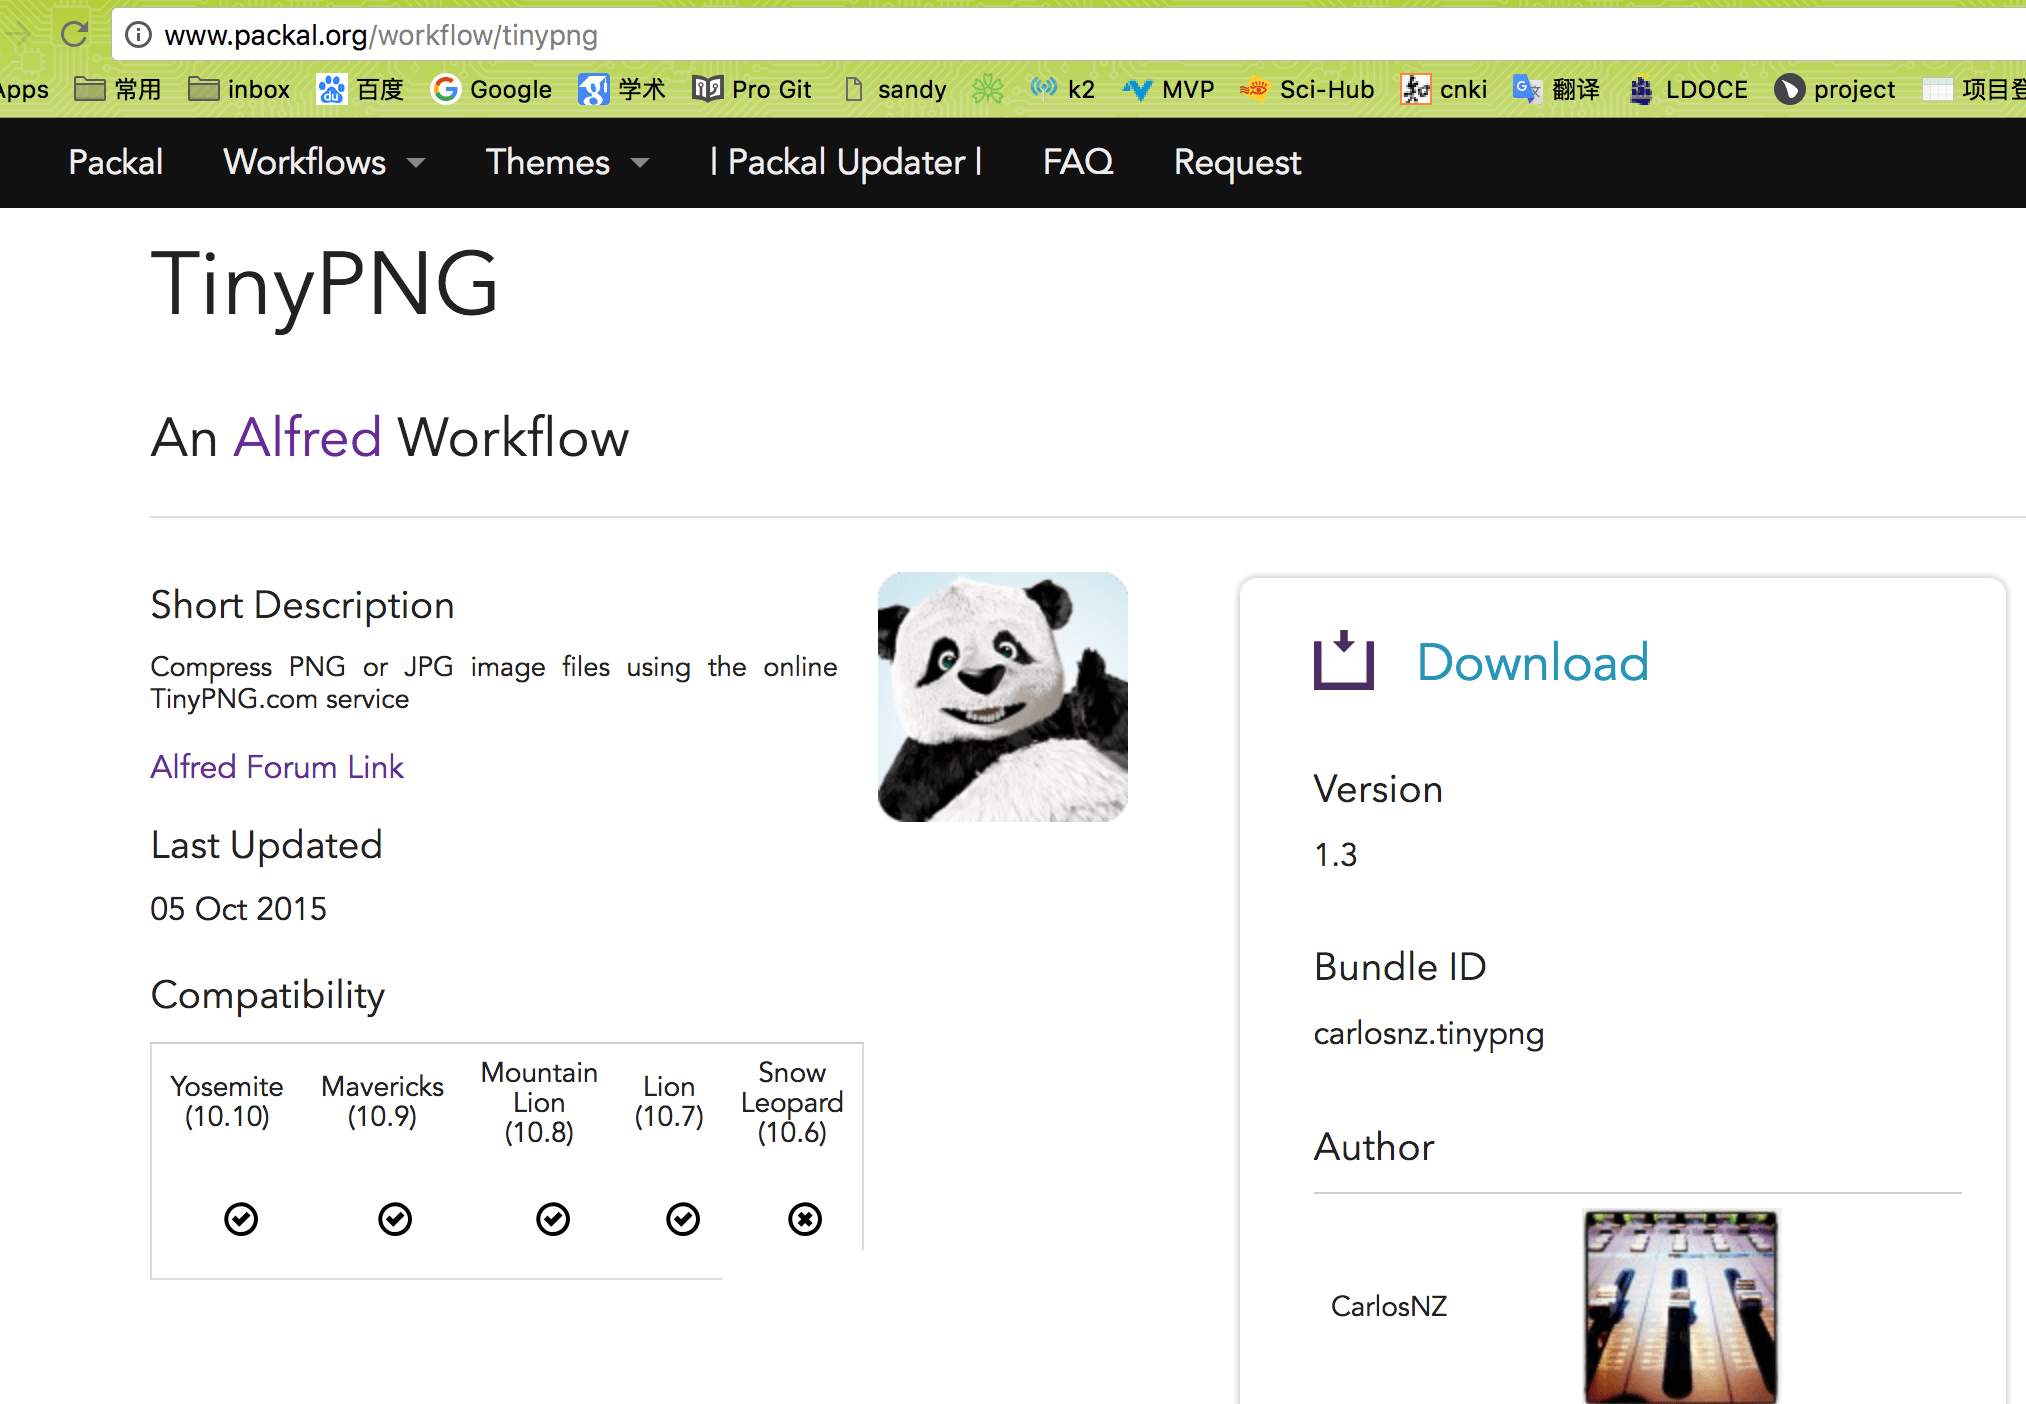 www.packal.org/workflow/tinypng
常用 inbox 百度 Google 学术 Pro Git sandy k2 MVP Sci-Hub cnki 翻译 LDOCE project
Packal Workflows Themes | Packal Updater | FAQ Request
TinyPNG
An Alfred Workflow
Short Description
Compress PNG or JPG image files using the online
TinyPNG.com service
Alfred Forum Link
Last Updated
05 Oct 2015
Compatibility
Yosemite (10.10)
Mavericks (10.9)
Mountain Lion (10.8)
Lion (10.7)
Snow Leopard (10.6)
Download
Version
1.3
Bundle ID
carlosnz.tinypng
Author
CarlosNZ